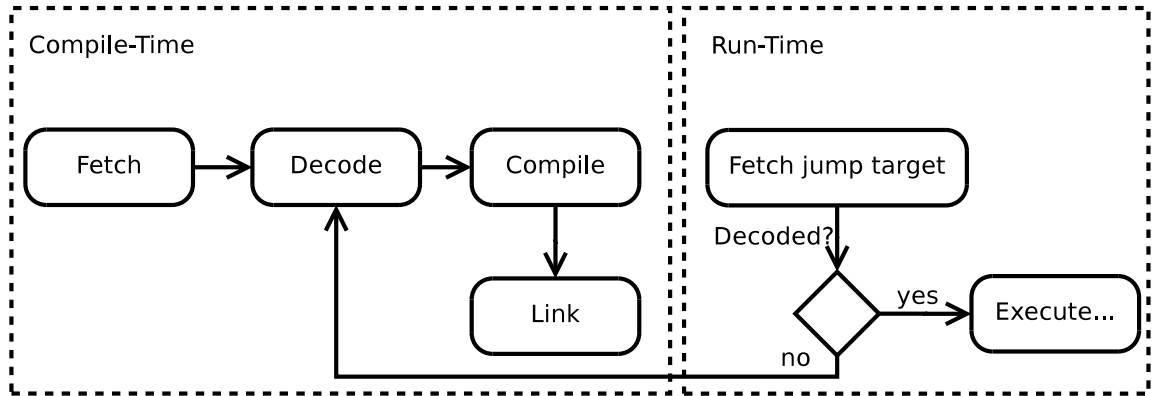 Compile-Time
Run-Time
Fetch
Decode
Compile
Fetch jump target
Decoded?
yes
Link
Execute...
no